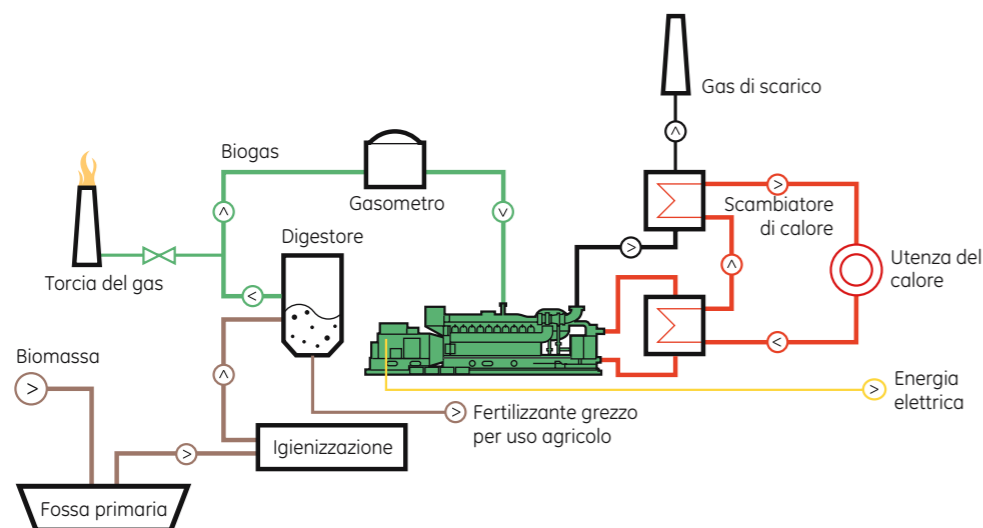 Gas di scarico
Biogas
Gasometro
Scambiatore
di calore
Digestore
Torcia del gas
Utenza del
calore
Biomassa
Energia
elettrica
Fertilizzante grezzo
per uso agricolo
Igienizzazione
Fossa primaria